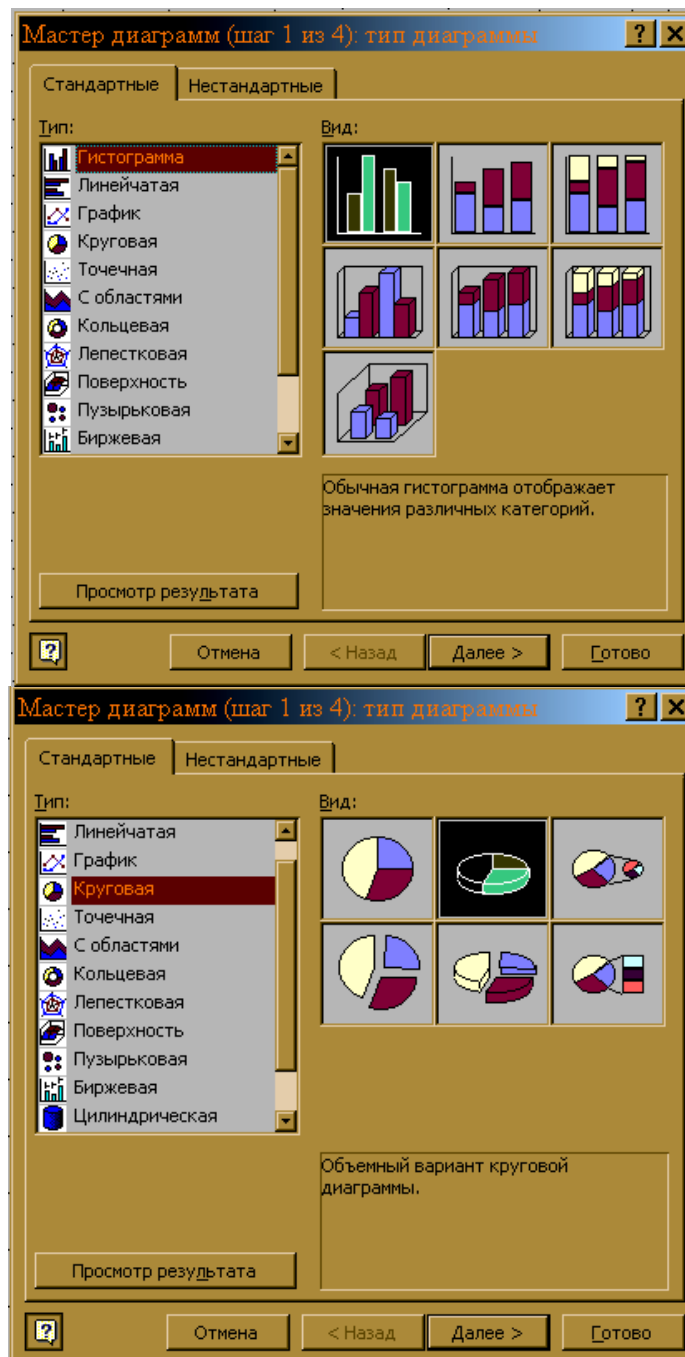 Мастер диаграмм (шаг 1 из 4): тип диаграммы
Стандартные
Нестандартные
Тип:
Гистограмма
Линейчатая
График
Круговая
Точечная
С областями
Кольцевая
Лепестковая
Поверхность
Пузырьковая
Биржевая
Вид:
Обычная гистограмма отображает
значения различных категорий.
Просмотр результата
Отмена
< Назад
Далее >
Готово
Мастер диаграмм (шаг 1 из 4): тип диаграммы
Стандартные
Нестандартные
Тип:
Линейчатая
График
Круговая
Точечная
С областями
Кольцевая
Лепестковая
Поверхность
Пузырьковая
Биржевая
Цилиндрическая
Вид:
Объемный вариант круговой
диаграммы.
Просмотр результата
Отмена
< Назад
Далее >
Готово